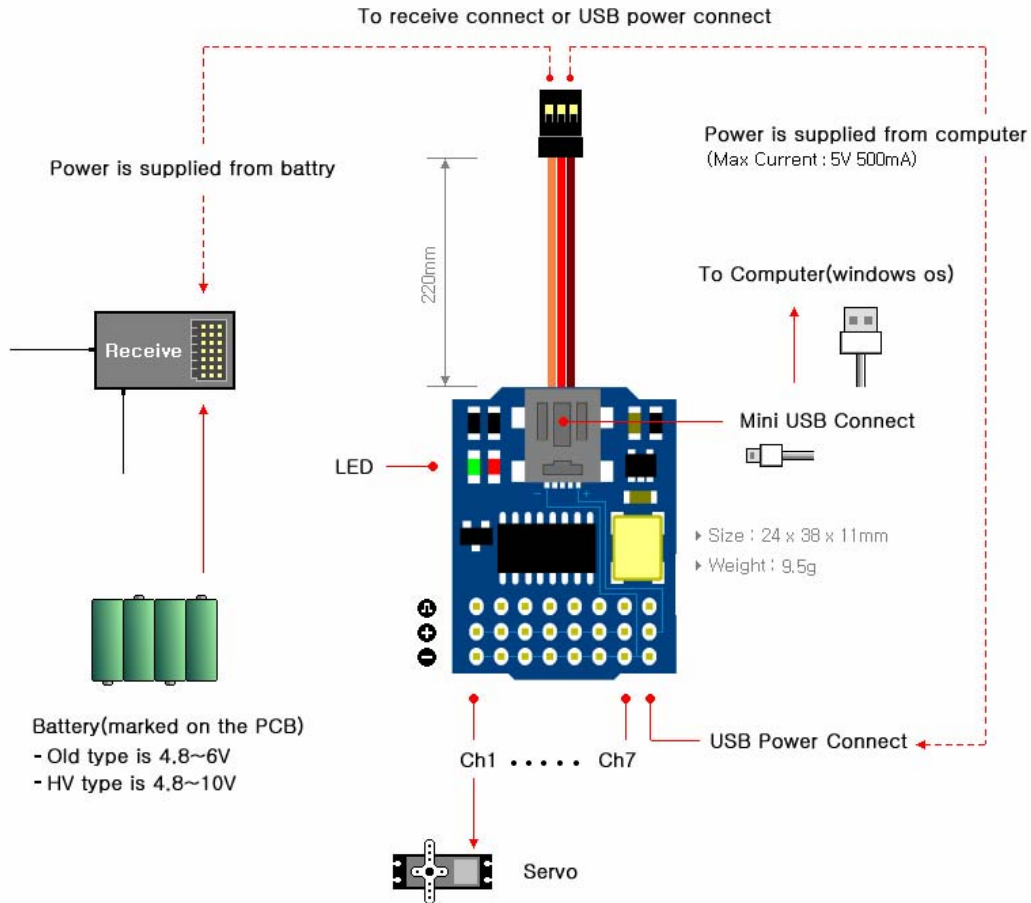 To receive connect or USB power connect
Power is supplied from computer
(Max Current : 5V 500mA)
Power is supplied from battry
220mm
To Computer(windows os)
Receive
Mini USB Connect
LED
- +
▸ Size : 24 x 38 x 11mm
▸ Weight : 9.5g
+
-
Battery(marked on the PCB)
- Old type is 4.8~6V
- HV type is 4.8~10V
Ch1 ..... Ch7
USB Power Connect
Servo